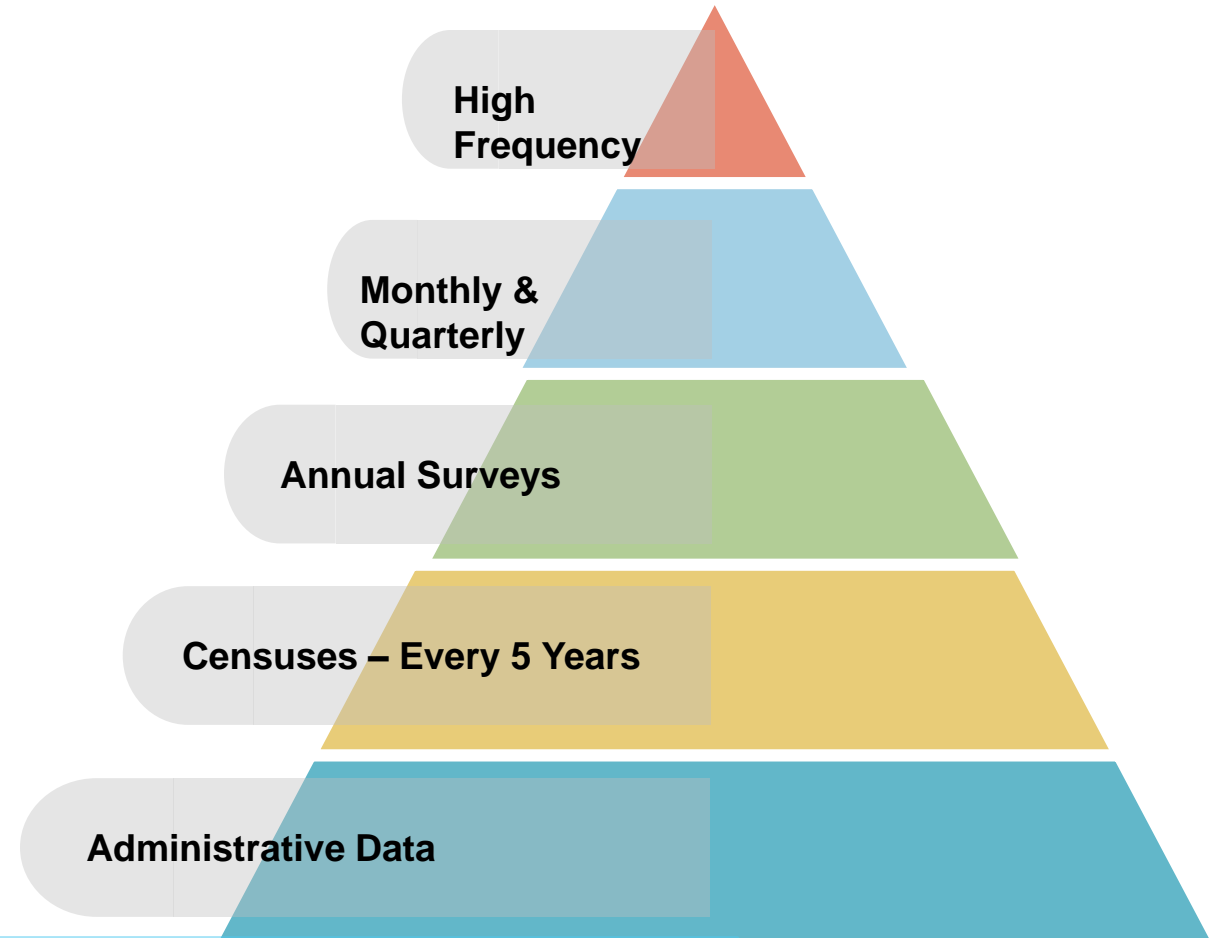 High
Frequency
Monthly &
Quarterly
Annual Surveys
Censuses – Every 5 Years
Administrative Data